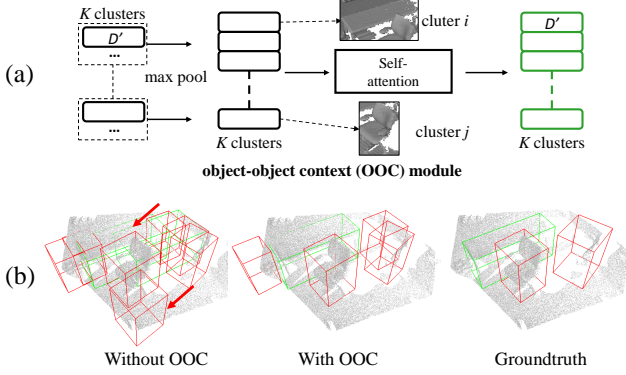 K clusters
D′
...
(a)
max pool
...
K clusters
cluter i
Self-
attention
cluster j
D′
K clusters
object-object context (OOC) module
(b)
Without OOC
With OOC
Groundtruth